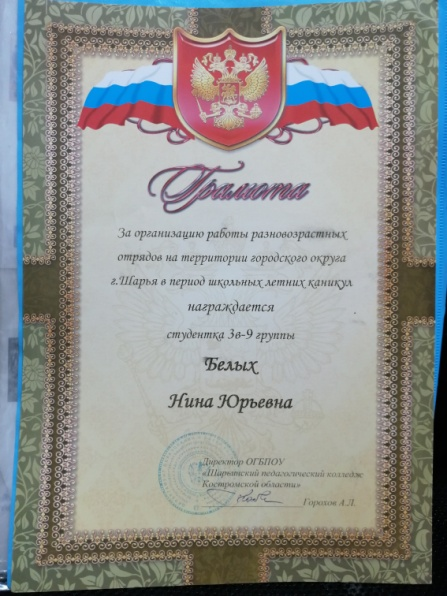 Грамота
За организацию работы разновозрастных
отрядов на территории городского округа
г.Шарья в период школьных летних каникул
награждается
студентка 3в-9 группы
Белых
Нина Юрьевна
Директор ОГБПОУ
«Шарьинский педагогический колледж
Костромской области»
Горохов А.Л.